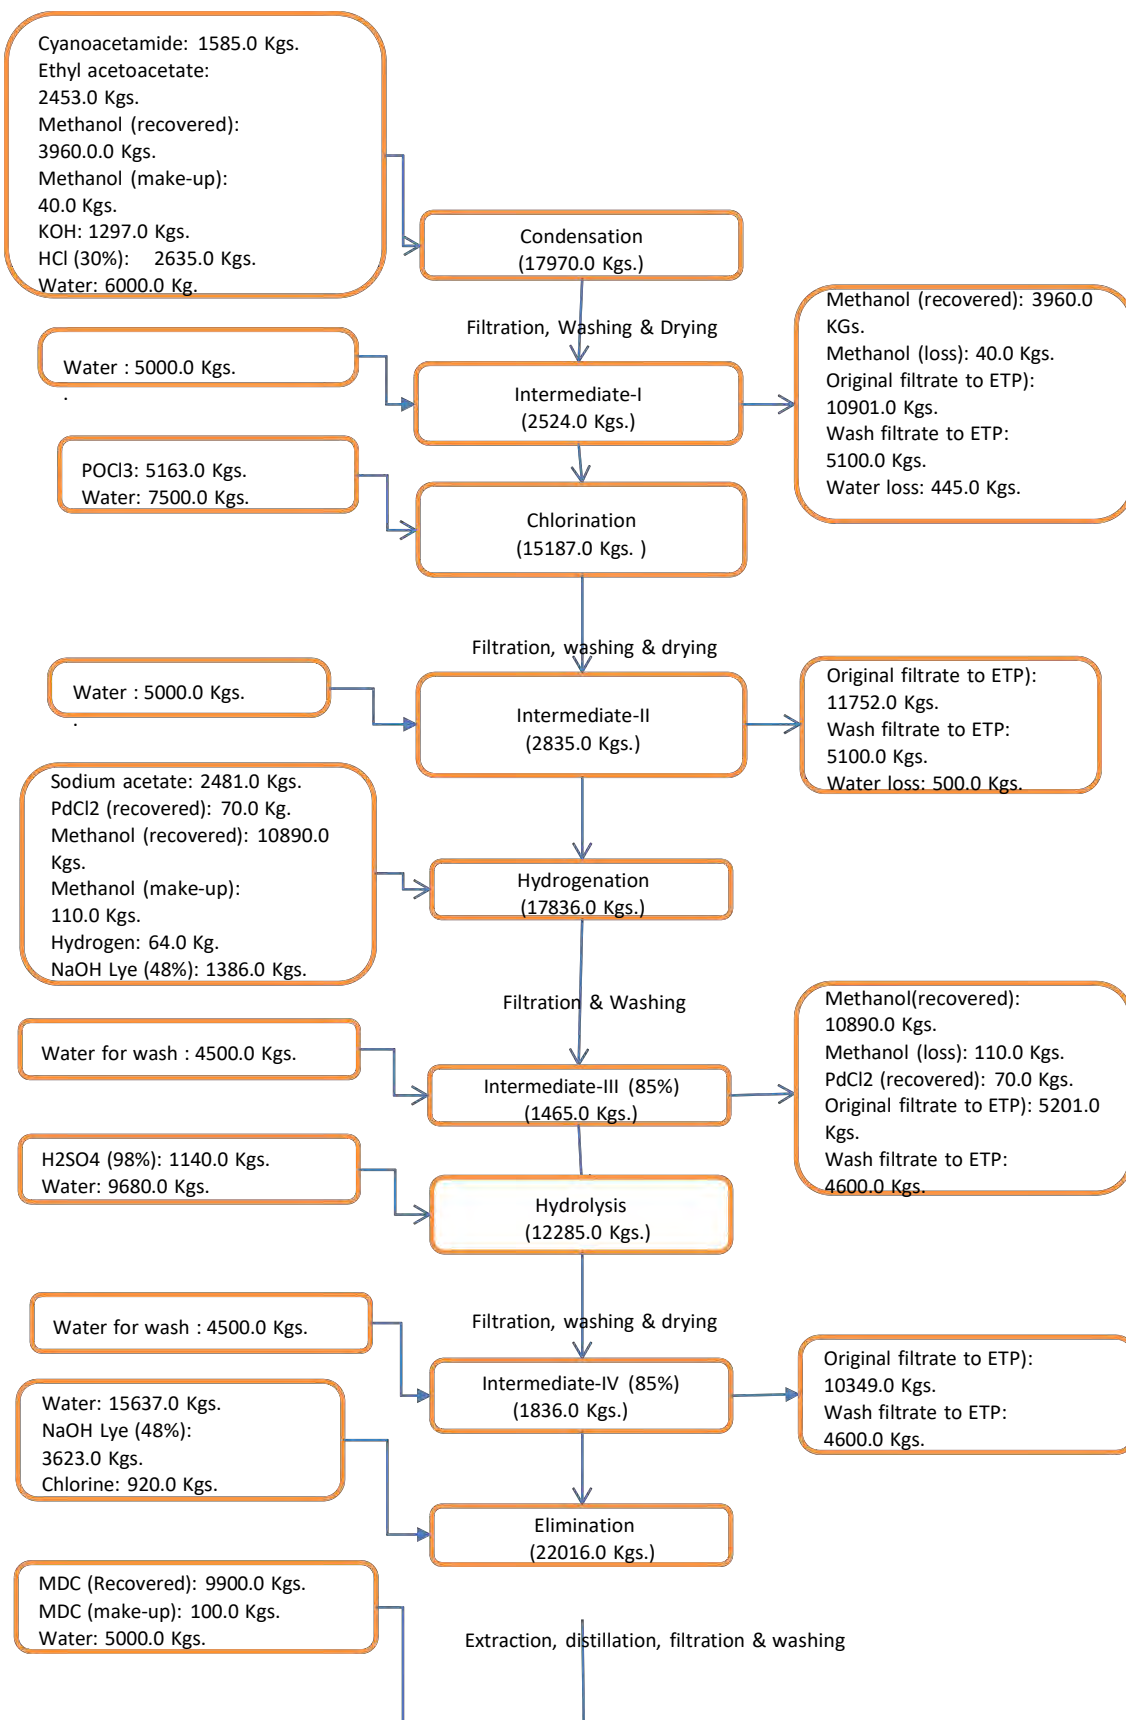 Cyanoacetamide: 1585.0 Kgs.
Ethyl acetoacetate:
2453.0 Kgs.
Methanol (recovered):
3960.0.0 Kgs.
Methanol (make-up):
40.0 Kgs.
KOH: 1297.0 Kgs.
HCl (30%): 2635.0 Kgs.
Water: 6000.0 Kg.
Condensation
(17970.0 Kgs.)
Filtration, Washing & Drying
Water : 5000.0 Kgs.
.
Intermediate-I
(2524.0 Kgs.)
Methanol (recovered): 3960.0
KGs.
Methanol (loss): 40.0 Kgs.
Original filtrate to ETP):
10901.0 Kgs.
Wash filtrate to ETP:
5100.0 Kgs.
Water loss: 445.0 Kgs.
POCl3: 5163.0 Kgs.
Water: 7500.0 Kgs.
Chlorination
(15187.0 Kgs. )
Filtration, washing & drying
Water : 5000.0 Kgs.
.
Intermediate-II
(2835.0 Kgs.)
Original filtrate to ETP):
11752.0 Kgs.
Wash filtrate to ETP:
5100.0 Kgs.
Water loss: 500.0 Kgs.
Sodium acetate: 2481.0 Kgs.
PdCl2 (recovered): 70.0 Kg.
Methanol (recovered): 10890.0
Kgs.
Methanol (make-up):
110.0 Kgs.
Hydrogen: 64.0 Kg.
NaOH Lye (48%): 1386.0 Kgs.
Hydrogenation
(17836.0 Kgs.)
Filtration & Washing
Water for wash : 4500.0 Kgs.
Intermediate-III (85%)
(1465.0 Kgs.)
Methanol(recovered):
10890.0 Kgs.
Methanol (loss): 110.0 Kgs.
PdCl2 (recovered): 70.0 Kgs.
Original filtrate to ETP): 5201.0
Kgs.
Wash filtrate to ETP:
4600.0 Kgs.
H2SO4 (98%): 1140.0 Kgs.
Water: 9680.0 Kgs.
Hydrolysis
(12285.0 Kgs.)
Filtration, washing & drying
Water for wash : 4500.0 Kgs.
Intermediate-IV (85%)
(1836.0 Kgs.)
Original filtrate to ETP):
10349.0 Kgs.
Wash filtrate to ETP:
4600.0 Kgs.
Water: 15637.0 Kgs.
NaOH Lye (48%):
3623.0 Kgs.
Chlorine: 920.0 Kgs.
Elimination
(22016.0 Kgs.)
MDC (Recovered): 9900.0 Kgs.
MDC (make-up): 100.0 Kgs.
Water: 5000.0 Kgs.
Extraction, distillation, filtration & washing